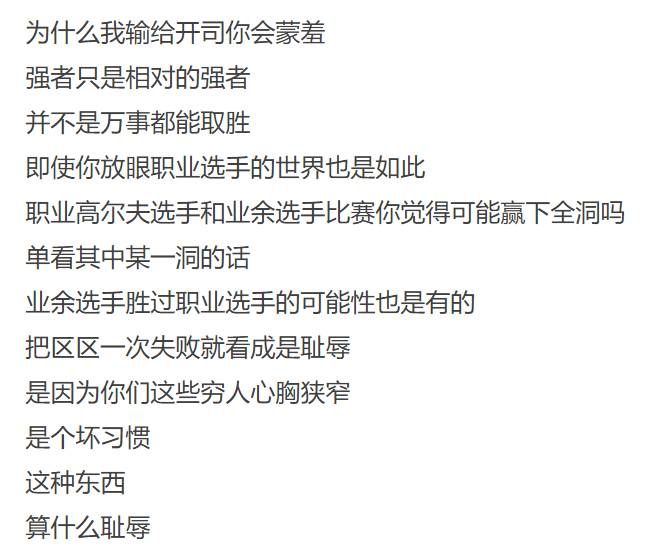 为什么我输给开司你会蒙羞
强者只是相对的强者
并不是万事都能取胜
即使你放眼职业选手的世界也是如此
职业高尔夫选手和业余选手比赛你觉得可能赢下全洞吗
单看其中某一洞的话
业余选手胜过职业选手的可能性也是有的
把区区一次失败就看成是耻辱
是因为你们这些穷人心胸狭窄
是个坏习惯
这种东西
算什么耻辱